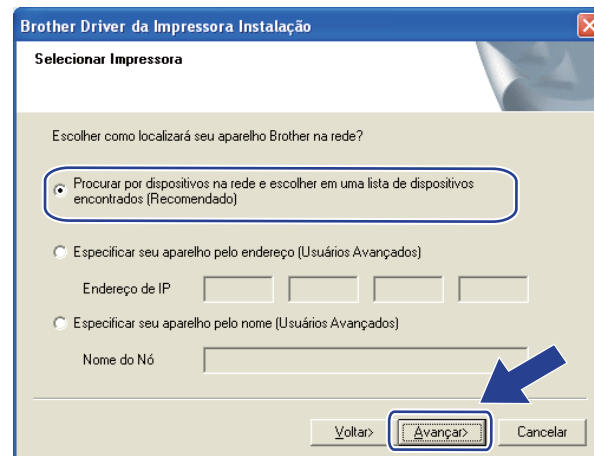 Brother Driver da Impressora Instalação
Selecionar Impressora
Escolher como localizará seu aparelho Brother na rede?
Procurar por dispositivos na rede e escolher em uma lista de dispositivos
encontrados (Recomendado)
Especificar seu aparelho pelo endereço (Usuários Avançados)
Endereço de IP
Especificar seu aparelho pelo nome (Usuários Avançados)
Nome do Nó
Voltar> Avançar> Cancelar